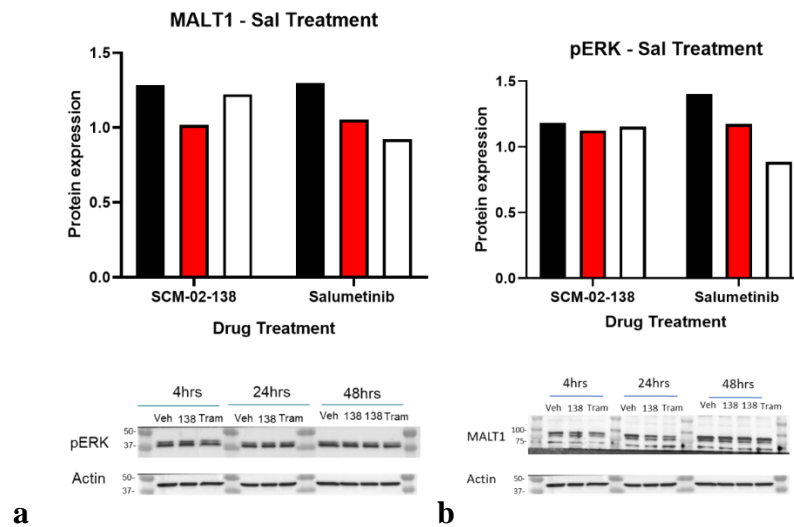 MALT1 - Sal Treatment
1.5
1.0
0.5
0.0
Protein expression
SCM-02-138 Salumetinib
Drug Treatment
4hrs 24hrs 48hrs
Veh 138 Tram Veh 138 Tram Veh 138 138 Tram
50-
pERK
37-
Actin
50-
37-
a
pERK - Sal Treatment
1.5
1.0
0.5
0.0
Protein expression
SCM-02-138 Salumetinib
Drug Treatment
4hrs 24hrs 48hrs
Veh 138 Tram Veh 138 Tram Veh 138 138 Tram
100-
MALT1
75-
Actin
50-
37-
b